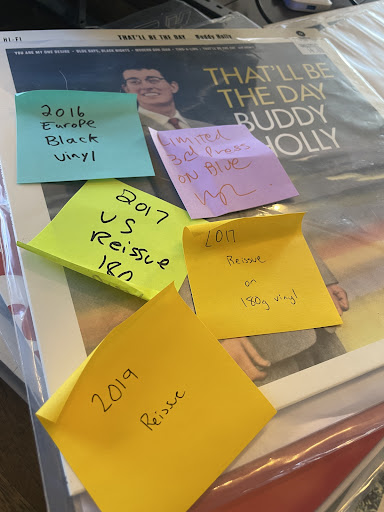 HI-FI
THAT'LL BE THE DAY Buddy Holly
THAT'LL BE
THE DAY
BUDDY
HOLLY
2016
Europe
Black
Vinyl
Limited
3rd Press
on Blue
2017
US
Reissue
180
2017
Reissue
on
180g vinyl
2019
Reissue